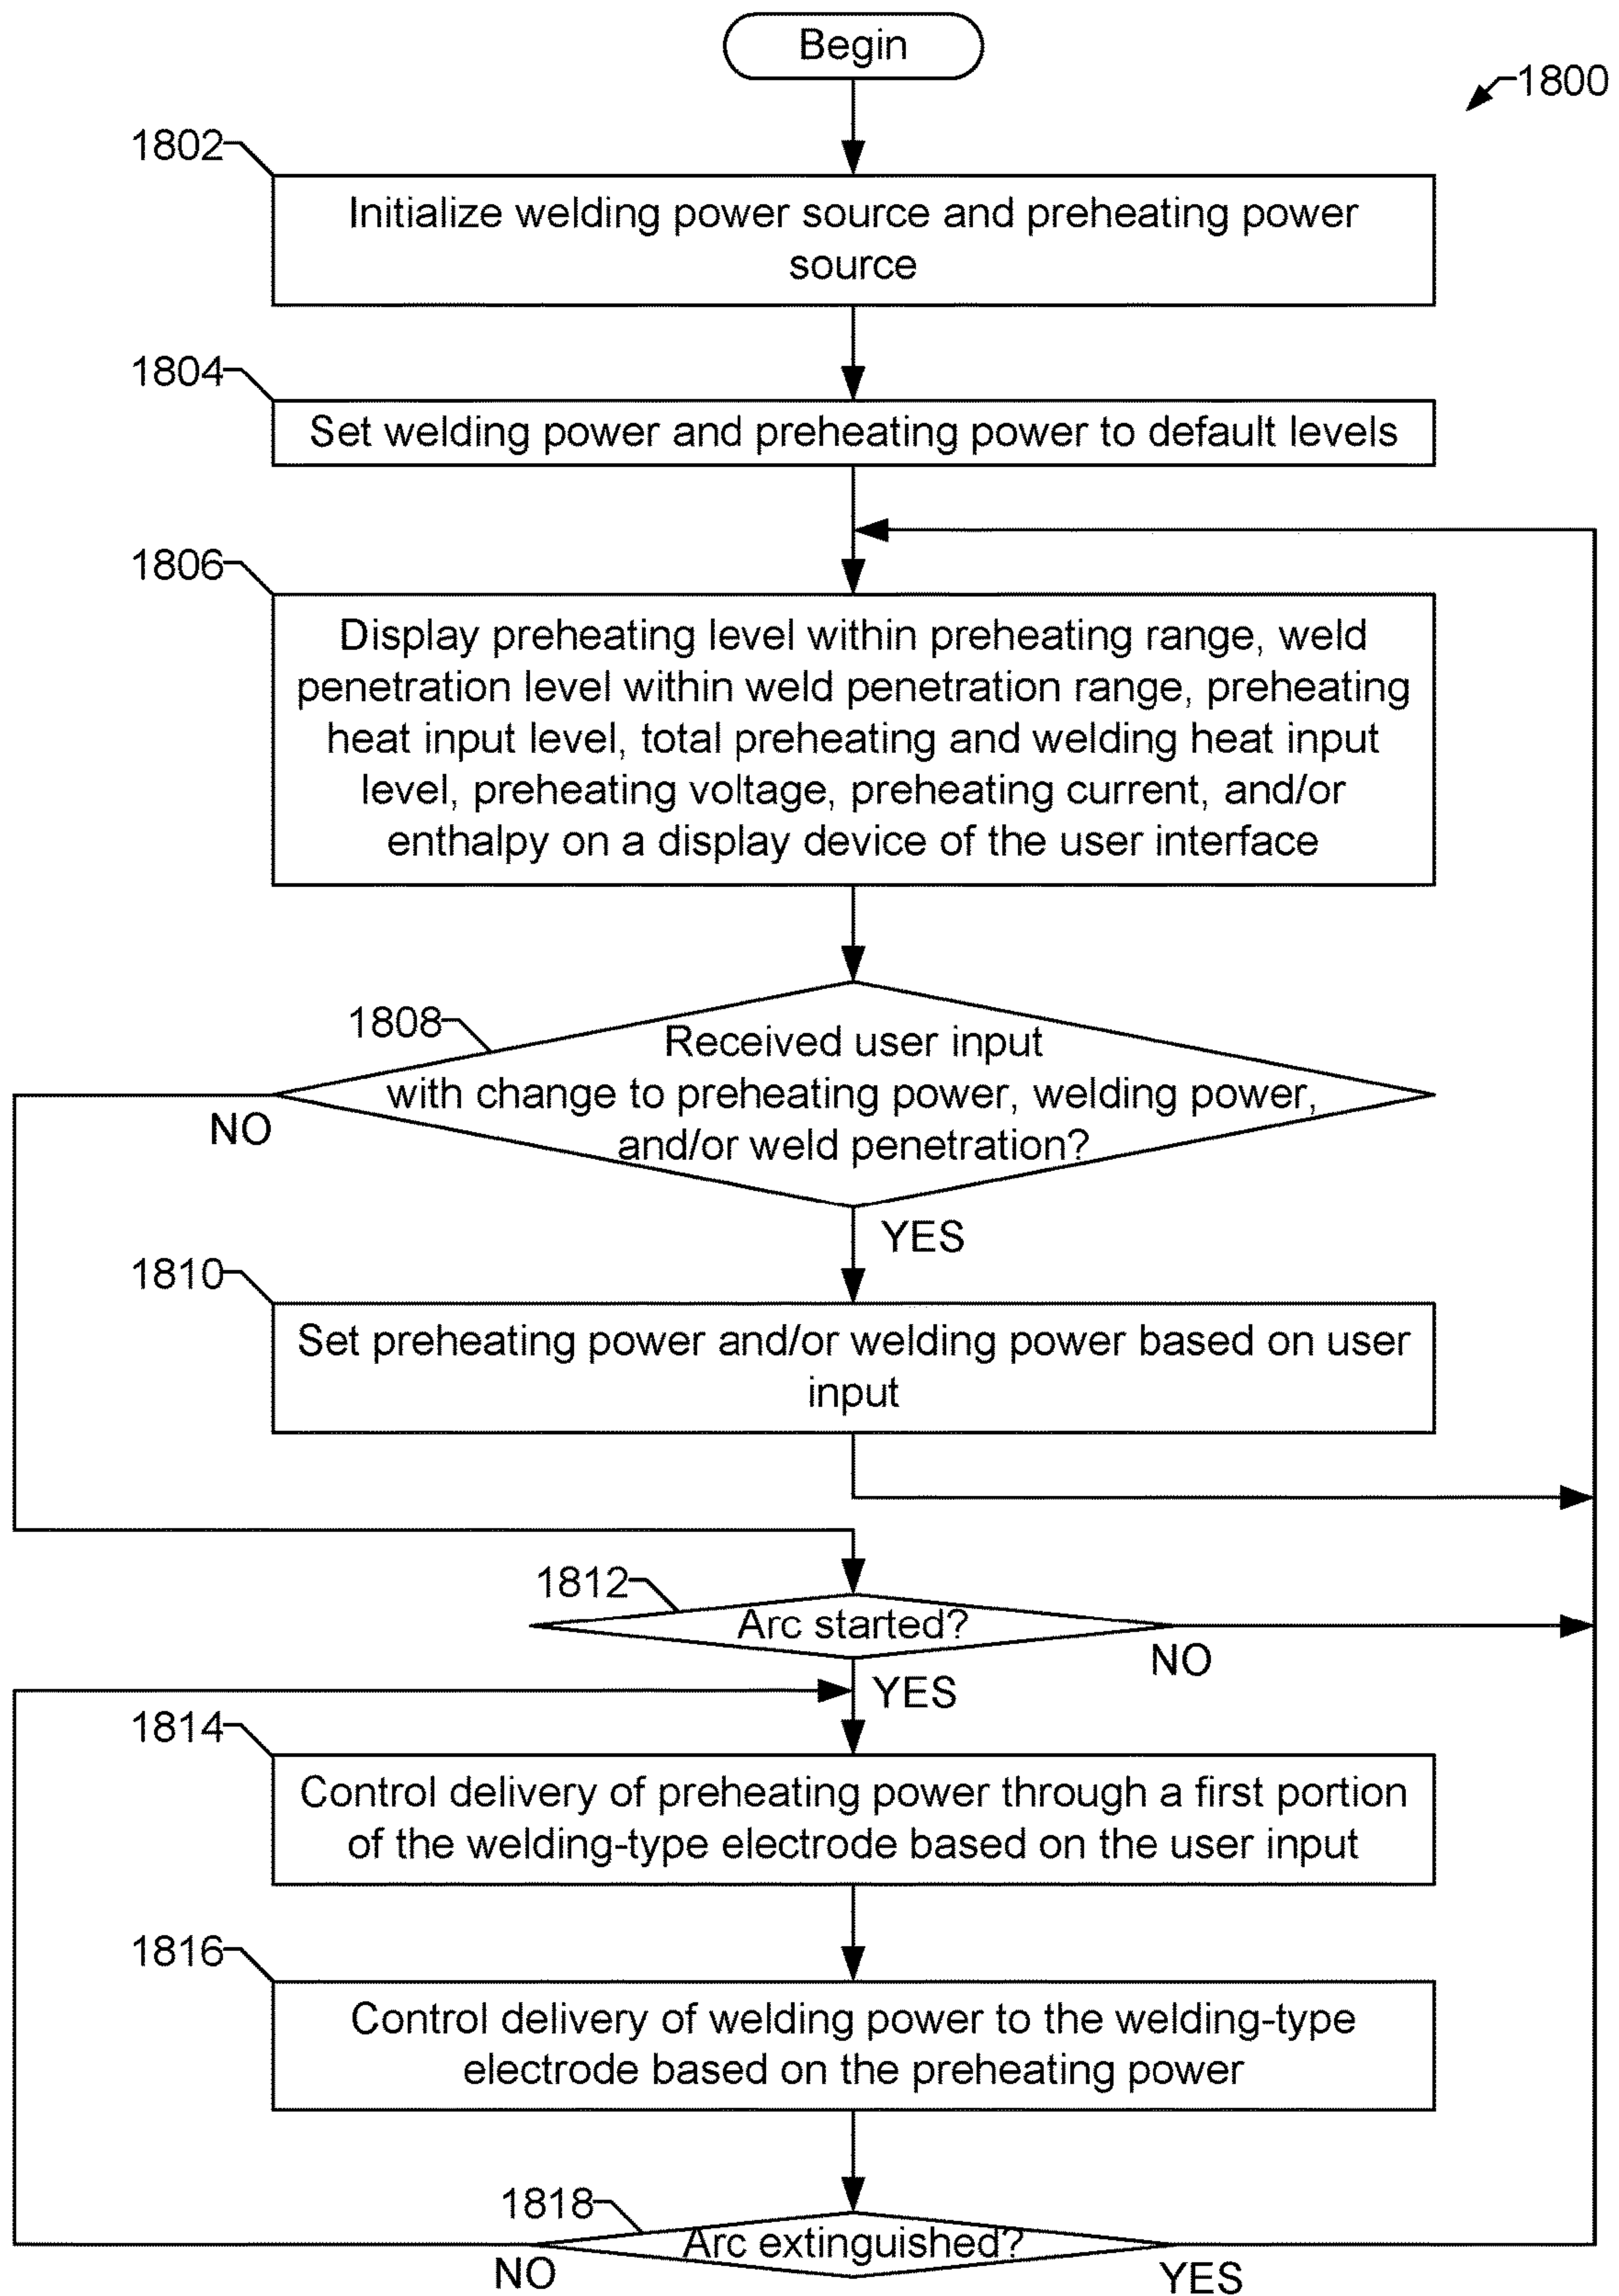 Begin
1800
1802
Initialize welding power source and preheating power
source
1804
Set welding power and preheating power to default levels
1806
Display preheating level within preheating range, weld
penetration level within weld penetration range, preheating
heat input level, total preheating and welding heat input
level, preheating voltage, preheating current, and/or
enthalpy on a display device of the user interface
1808
Received user input
with change to preheating power, welding power,
and/or weld penetration?
NO
YES
1810
Set preheating power and/or welding power based on user
input
1812
Arc started?
NO
YES
1814
Control delivery of preheating power through a first portion
of the welding-type electrode based on the user input
1816
Control delivery of welding power to the welding-type
electrode based on the preheating power
1818
Arc extinguished?
NO
YES